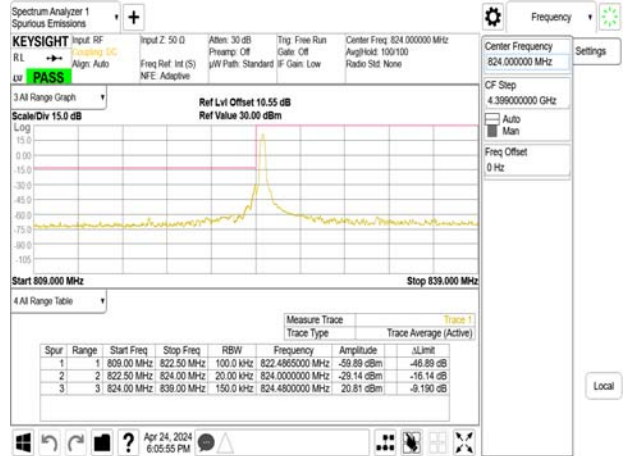 Spectrum Analyzer 1
Spurious Emissions
Frequency
KEYSIGHT
Input: RF
Coupling: DC
Align: Auto
Input Z: 50 Ω
Freq Ref: Int (S)
NFE: Adaptive
Atten: 30 dB
Preamp: Off
µW Path: Standard
Trig: Free Run
Gate: Off
IF Gain: Low
Center Freq: 824.000000 MHz
Avg|Hold: 100/100
Radio Std: None
RL
PASS
Center Frequency
824.000000 MHz
Settings
CF Step
4.399000000 GHz
Auto
Man
Freq Offset
0 Hz
Local
3 All Range Graph
Scale/Div 15.0 dB
Ref Lvl Offset 10.55 dB
Ref Value 30.00 dBm
Log
15.0
0.00
-15.0
-30.0
-45.0
-60.0
-75.0
-90.0
-105
Start 809.000 MHz
Stop 839.000 MHz
4 All Range Table
Measure Trace Trace 1
Trace Type Trace Average (Active)
Spur Range Start Freq Stop Freq RBW Frequency Amplitude ΔLimit
1 1 809.00 MHz 822.50 MHz 100.0 kHz 822.4865000 MHz -59.89 dBm -46.89 dB
2 2 822.50 MHz 824.00 MHz 20.00 kHz 824.0000000 MHz -29.14 dBm -16.14 dB
3 3 824.00 MHz 839.00 MHz 150.0 kHz 824.4800000 MHz 20.81 dBm -9.190 dB
?
Apr 24, 2024
6:05:55 PM